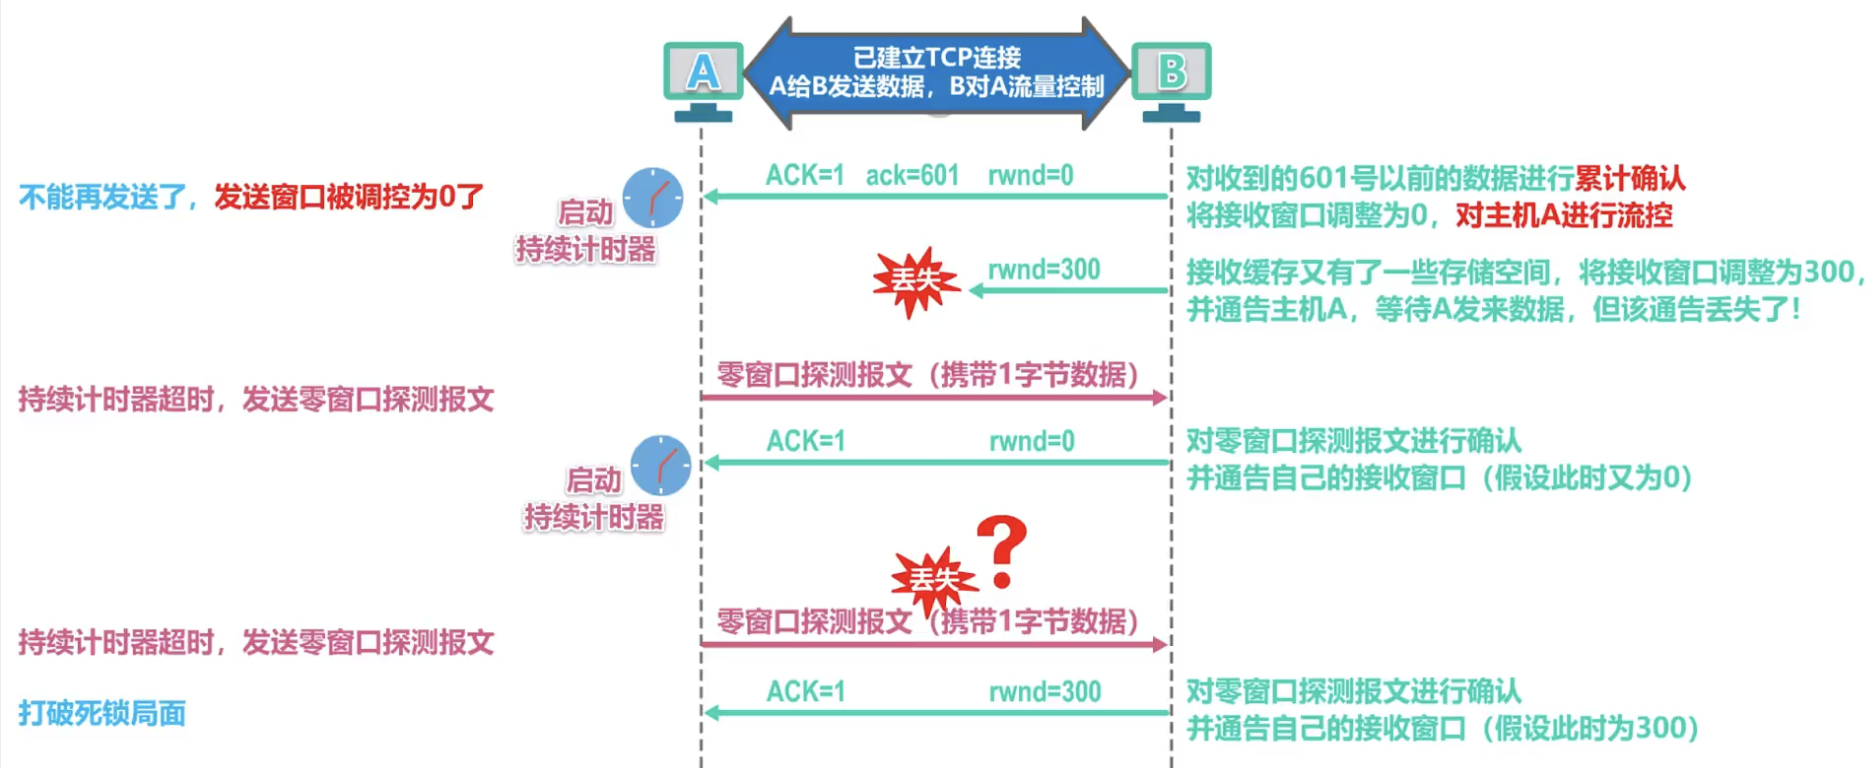 已建立TCP连接
A给B发送数据，B对A流量控制
A
B
ACK=1 ack=601 rwnd=0
对收到的601号以前的数据进行累计确认
将接收窗口调整为0，对主机A进行流控
不能再发送了，发送窗口被调控为0了
启动
持续计时器
丢失
rwnd=300
接收缓存又有了一些存储空间，将接收窗口调整为300，
并通告主机A，等待A发来数据，但该通告丢失了！
零窗口探测报文（携带1字节数据）
持续计时器超时，发送零窗口探测报文
ACK=1 rwnd=0
对零窗口探测报文进行确认
并通告自己的接收窗口（假设此时又为0）
启动
持续计时器
?
丢失
零窗口探测报文（携带1字节数据）
持续计时器超时，发送零窗口探测报文
ACK=1 rwnd=300
对零窗口探测报文进行确认
并通告自己的接收窗口（假设此时为300）
打破死锁局面